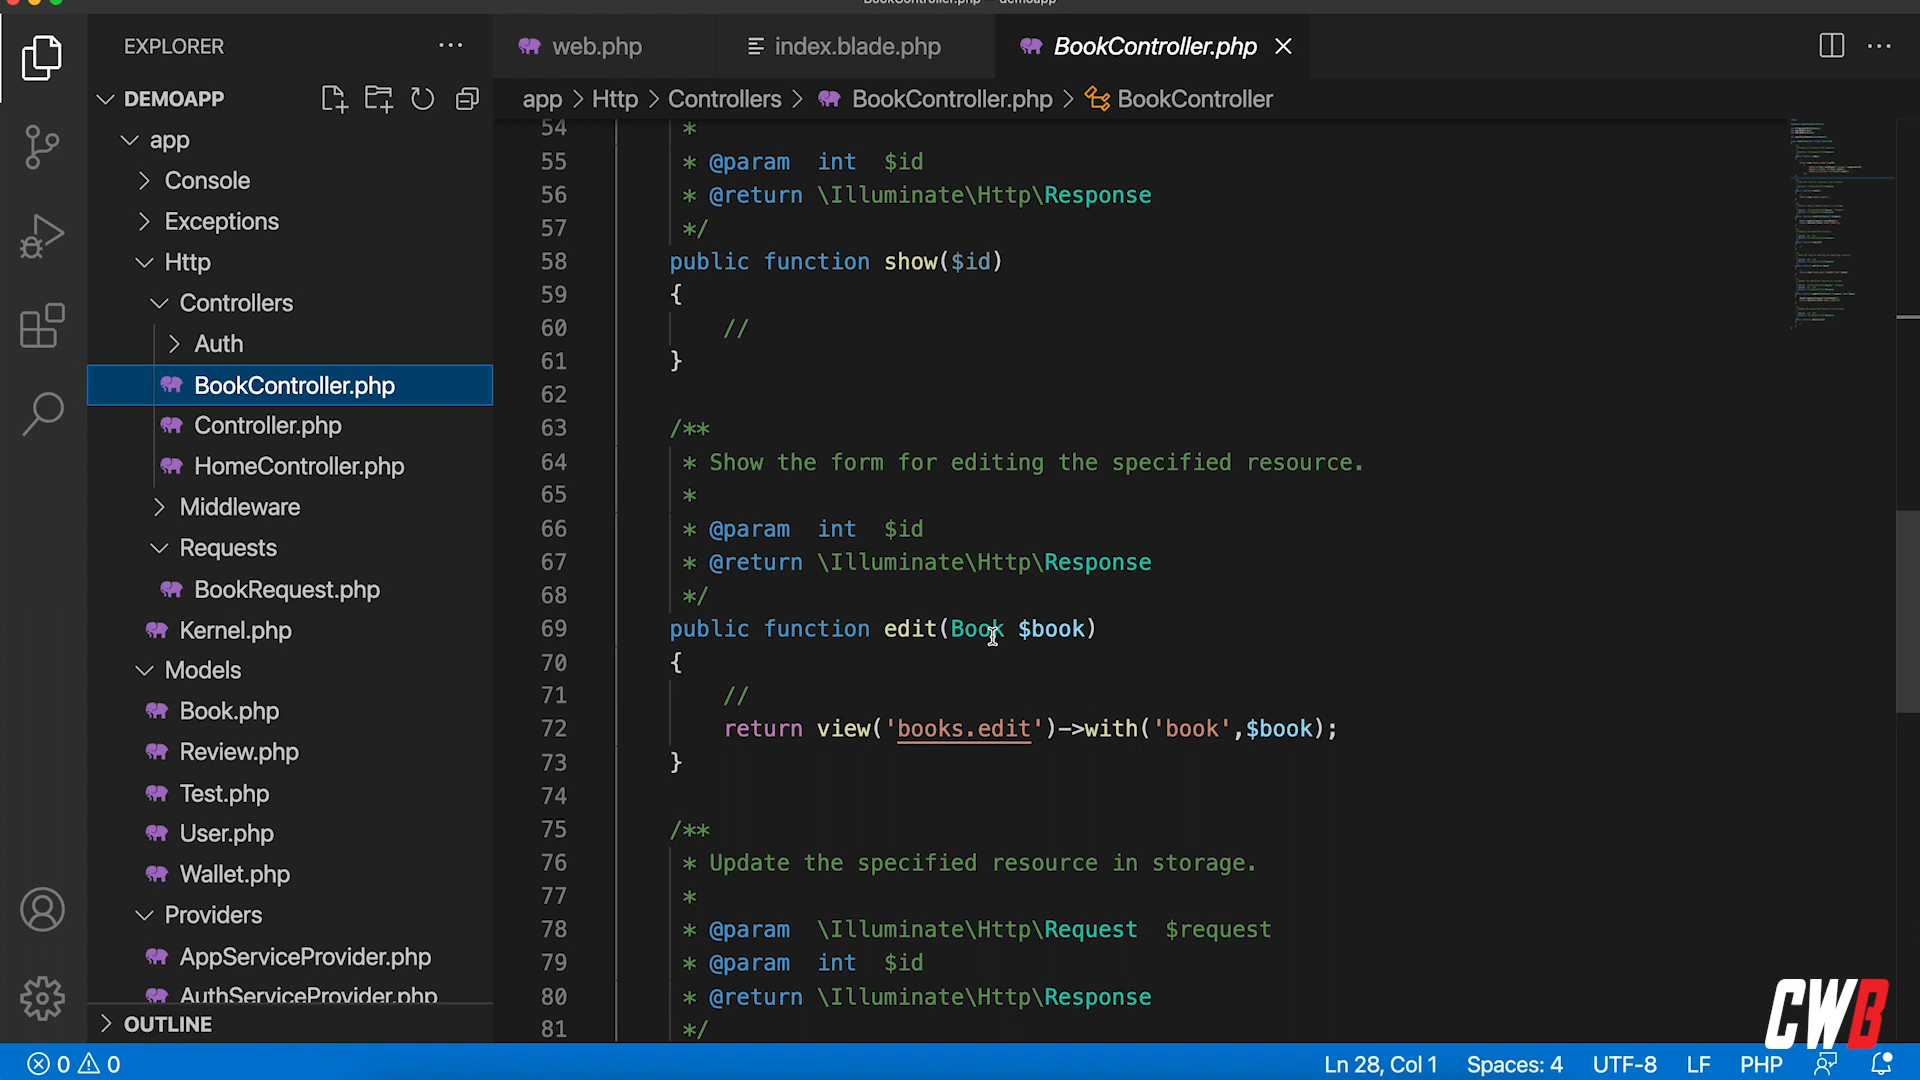 BookController.php — demoapp
EXPLORER
web.php
index.blade.php
BookController.php
DEMOAPP
app > Http > Controllers > BookController.php > BookController
app
Console
Exceptions
Http
Controllers
Auth
BookController.php
Controller.php
HomeController.php
Middleware
Requests
BookRequest.php
Kernel.php
Models
Book.php
Review.php
Test.php
User.php
Wallet.php
Providers
AppServiceProvider.php
AuthServiceProvider.php
OUTLINE
54 *
55 * @param  int  $id
56 * @return \Illuminate\Http\Response
57 */
58 public function show($id)
59 {
60 //
61 }
62
63 /**
64 * Show the form for editing the specified resource.
65 *
66 * @param  int  $id
67 * @return \Illuminate\Http\Response
68 */
69 public function edit(Book $book)
70 {
71 //
72 return view('books.edit')->with('book',$book);
73 }
74
75 /**
76 * Update the specified resource in storage.
77 *
78 * @param  \Illuminate\Http\Request  $request
79 * @param  int  $id
80 * @return \Illuminate\Http\Response
81 */
CWB
0 0
Ln 28, Col 1
Spaces: 4
UTF-8
LF
PHP